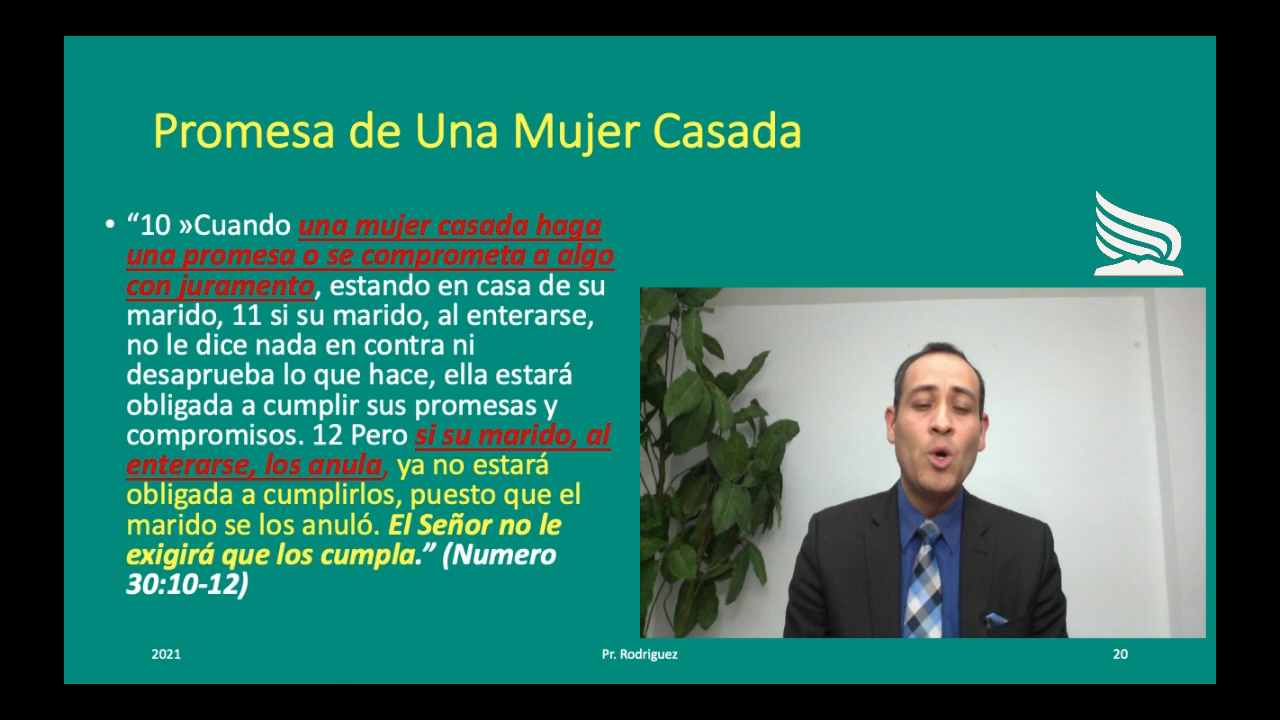 Promesa de Una Mujer Casada
• “10 »Cuando una mujer casada haga
una promesa o se comprometa a algo
con juramento, estando en casa de su
marido, 11 si su marido, al enterarse,
no le dice nada en contra ni
desaprueba lo que hace, ella estará
obligada a cumplir sus promesas y
compromisos. 12 Pero si su marido, al
enterarse, los anula, ya no estará
obligada a cumplirlos, puesto que el
marido se los anuló. El Señor no le
exigirá que los cumpla.” (Numero
30:10-12)
2021
Pr. Rodriguez
20